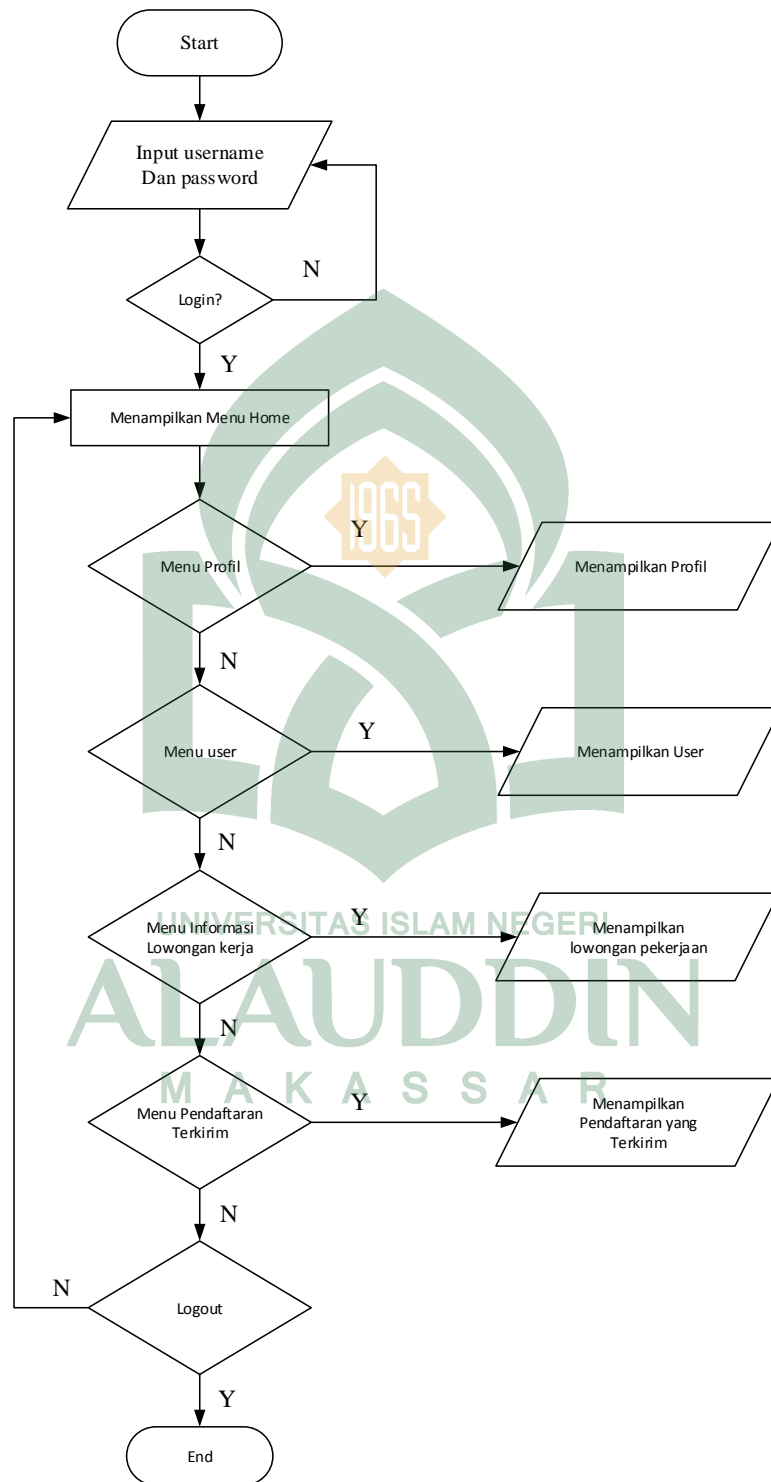 Start
Input username
Dan password
N
Login?
Y
Menampilkan Menu Home
1965
Y
Menu Profil
Menampilkan Profil
N
Y
Menu user
Menampilkan User
N
UNIVERSITAS ISLAM NEGERI
Menu Informasi
Lowongan kerja
Y
Menampilkan
lowongan pekerjaan
ALAUDDIN
N
MAKASSAR
Menu Pendaftaran
Terkirim
Y
Menampilkan
Pendaftaran yang
Terkirim
N
N
Logout
Y
End